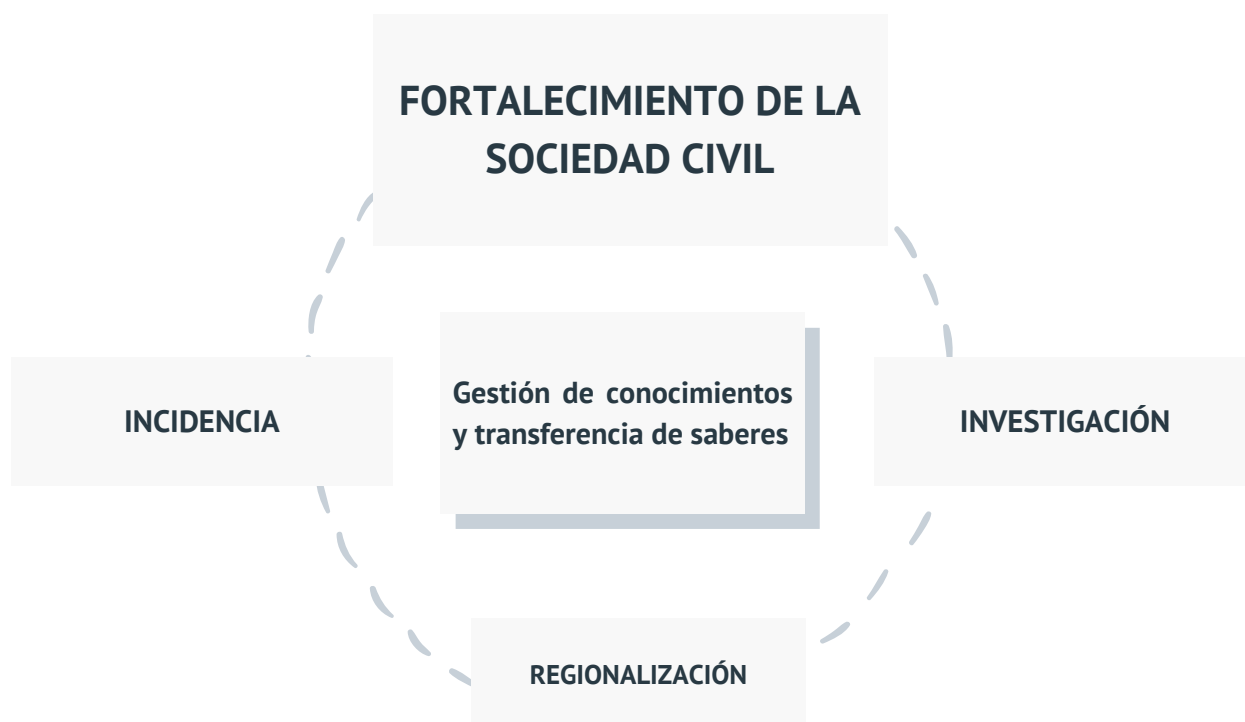 FORTALECIMIENTO DE LA
SOCIEDAD CIVIL
Gestión de conocimientos
y transferencia de saberes
INCIDENCIA
INVESTIGACIÓN
REGIONALIZACIÓN